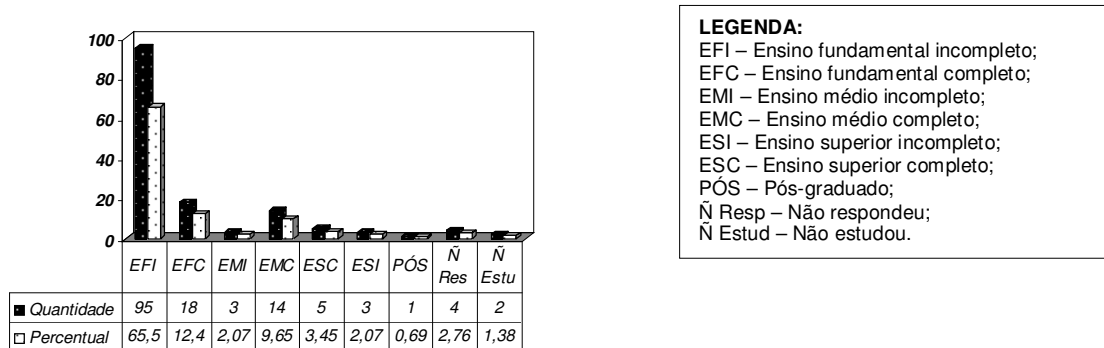 100
80
60
40
20
0
EFI EFC EMI EMC ESC ESI PÓS Ñ Res Ñ Estu
Quantidade 95 18 3 14 5 3 1 4 2
Percentual 65,5 12,4 2,07 9,65 3,45 2,07 0,69 2,76 1,38
LEGENDA:
EFI – Ensino fundamental incompleto;
EFC – Ensino fundamental completo;
EMI – Ensino médio incompleto;
EMC – Ensino médio completo;
ESI – Ensino superior incompleto;
ESC – Ensino superior completo;
PÓS – Pós-graduado;
Ñ Resp – Não respondeu;
Ñ Estud – Não estudou.